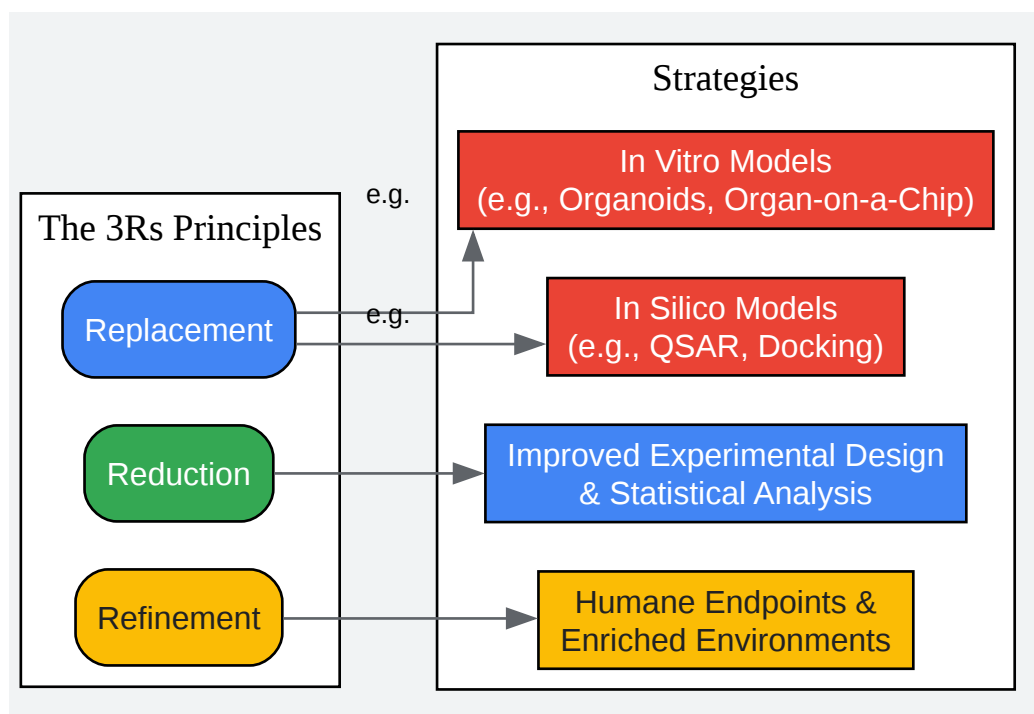 Strategies
In Vitro Models
(e.g., Organoids, Organ-on-a-Chip)
e.g.
The 3Rs Principles
Replacement
e.g.
In Silico Models
(e.g., QSAR, Docking)
Reduction
Improved Experimental Design
& Statistical Analysis
Refinement
Humane Endpoints &
Enriched Environments